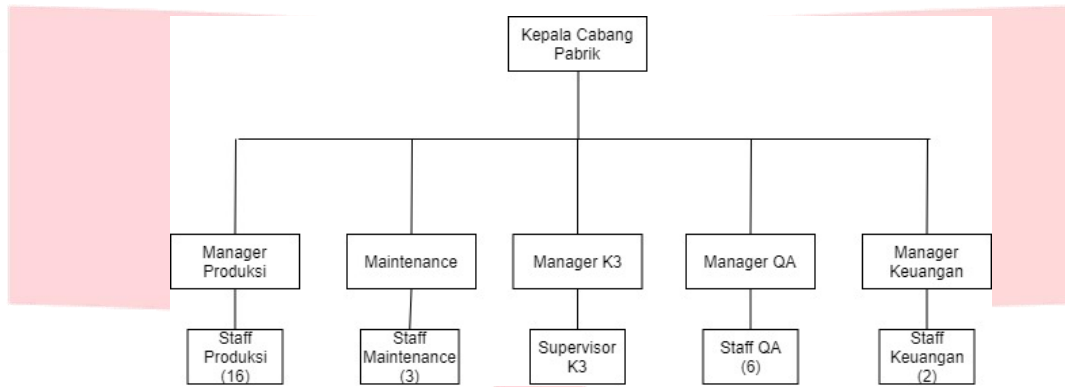 Kepala Cabang
Pabrik
Manager
Produksi
Maintenance
Manager K3
Manager QA
Manager
Keuangan
Staff
Produksi
(16)
Staff
Maintenance
(3)
Supervisor
K3
Staff QA
(6)
Staff
Keuangan
(2)